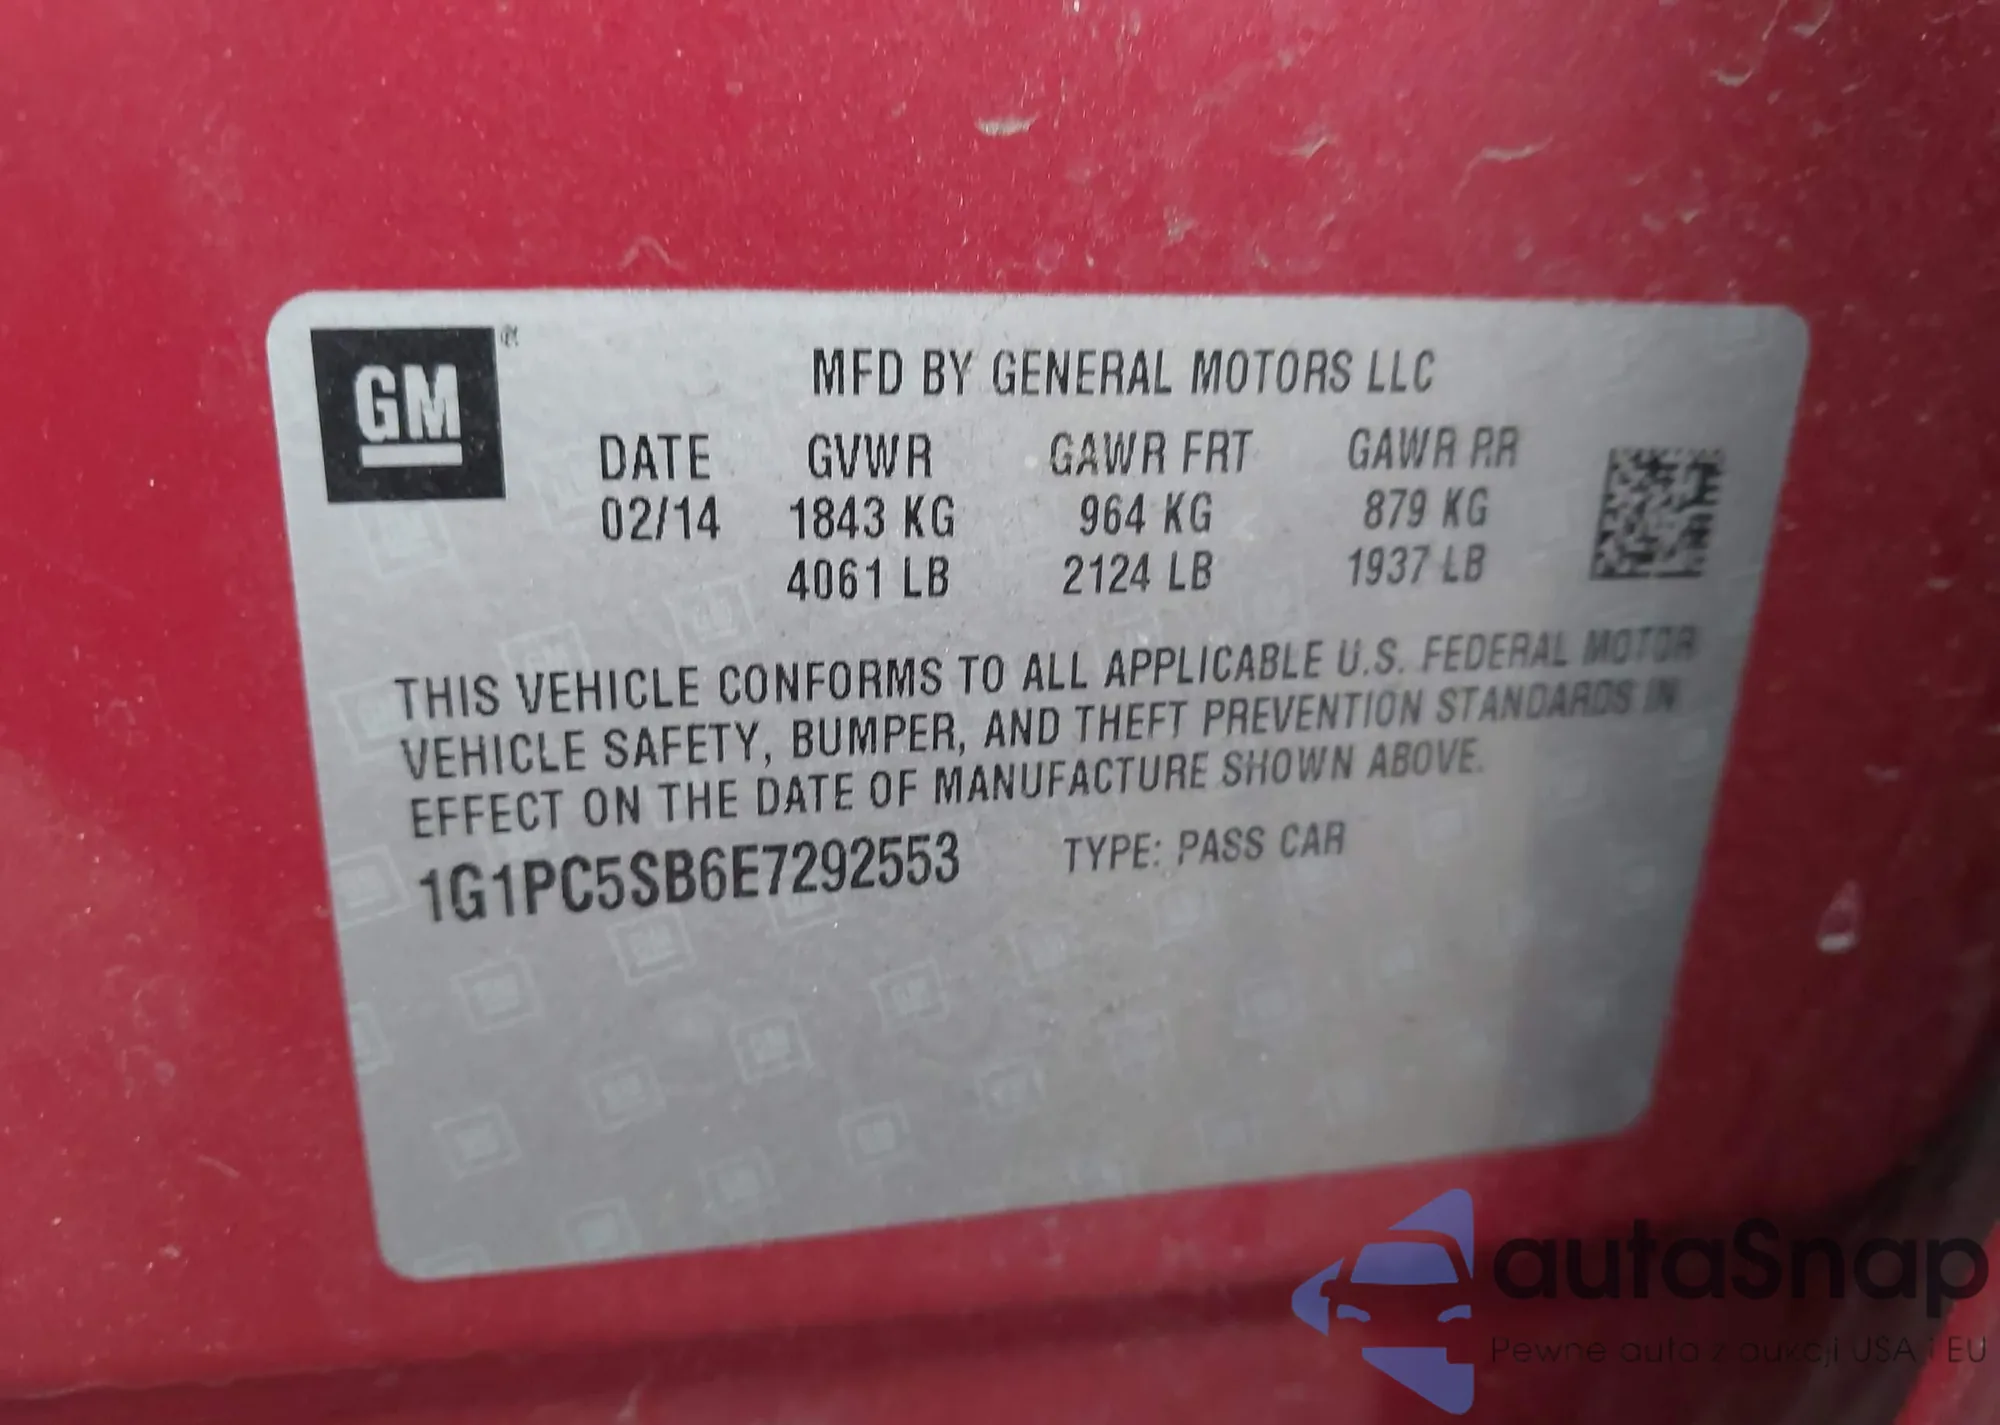 GM
MFD BY GENERAL MOTORS LLC
DATE GVWR GAWR FRT GAWR RR
02/14 1843 KG 964 KG 879 KG
4061 LB 2124 LB 1937 LB
THIS VEHICLE CONFORMS TO ALL APPLICABLE U.S. FEDERAL MOTOR
VEHICLE SAFETY, BUMPER, AND THEFT PREVENTION STANDARDS IN
EFFECT ON THE DATE OF MANUFACTURE SHOWN ABOVE.
1G1PC5SB6E7292553 TYPE: PASS CAR
autaSnap
Pewne auta z aukcji USA i EU